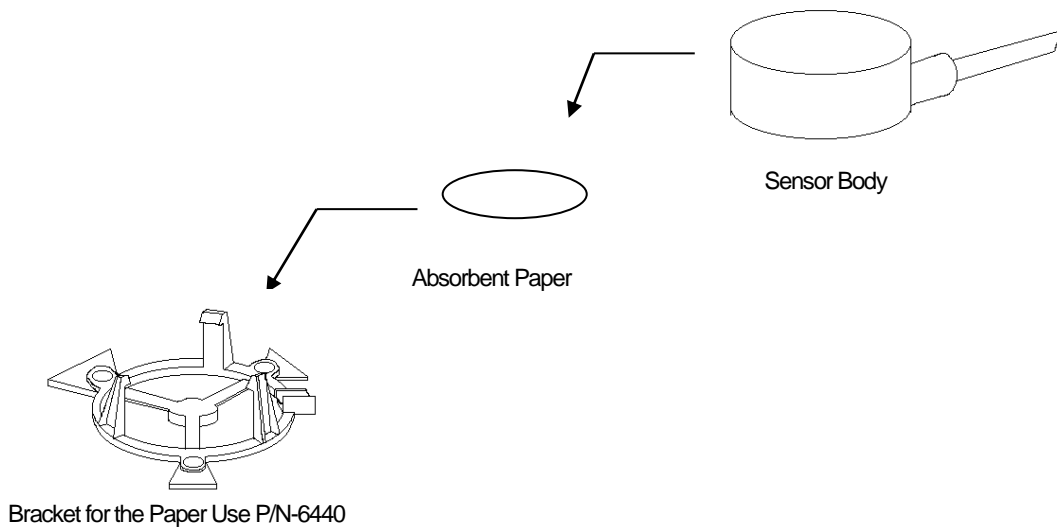 Sensor Body
Absorbent Paper
Bracket for the Paper Use P/N-6440